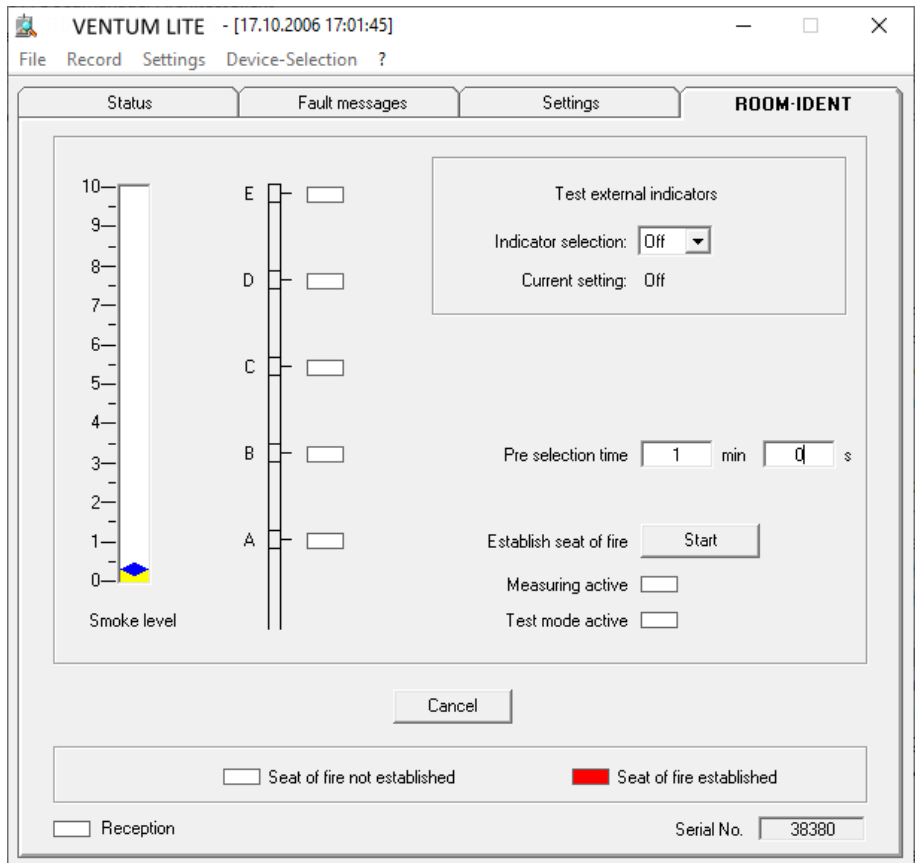 VENTUM LITE - [17.10.2006 17:01:45]
File Record Settings Device-Selection ?
Status Fault messages Settings ROOM-IDENT
10
9
8
7
6
5
4
3
2
1
0
Smoke level
E
D
C
B
A
Test external indicators
Indicator selection: Off
Current setting: Off
Pre selection time 1 min 0 s
Establish seat of fire Start
Measuring active
Test mode active
Cancel
Seat of fire not established Seat of fire established
Reception Serial No. 38380